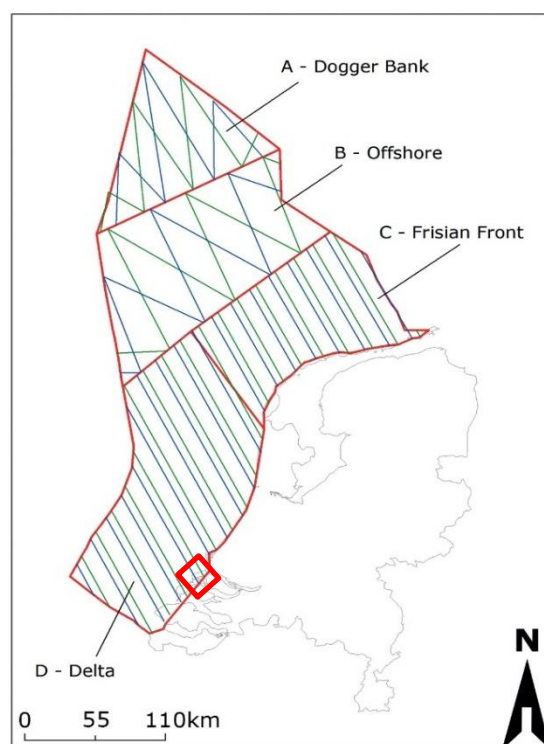 A - Dogger Bank
B - Offshore
C - Frisian Front
D - Delta
N
0 55 110km